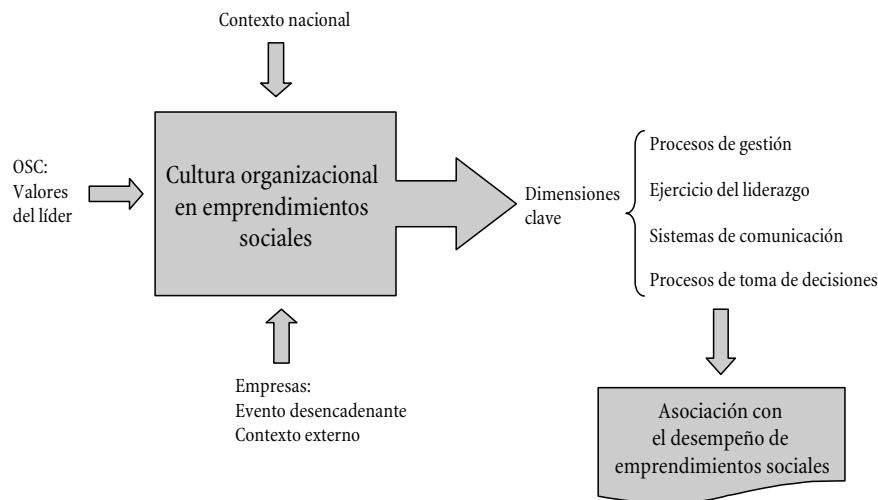 Contexto nacional
OSC:
Valores
del líder
Cultura organizacional
en emprendimientos
sociales
Dimensiones
clave
Procesos de gestión
Ejercicio del liderazgo
Sistemas de comunicación
Procesos de toma de decisiones
Empresas:
Evento desencadenante
Contexto externo
Asociación con
el desempeño de
emprendimientos sociales